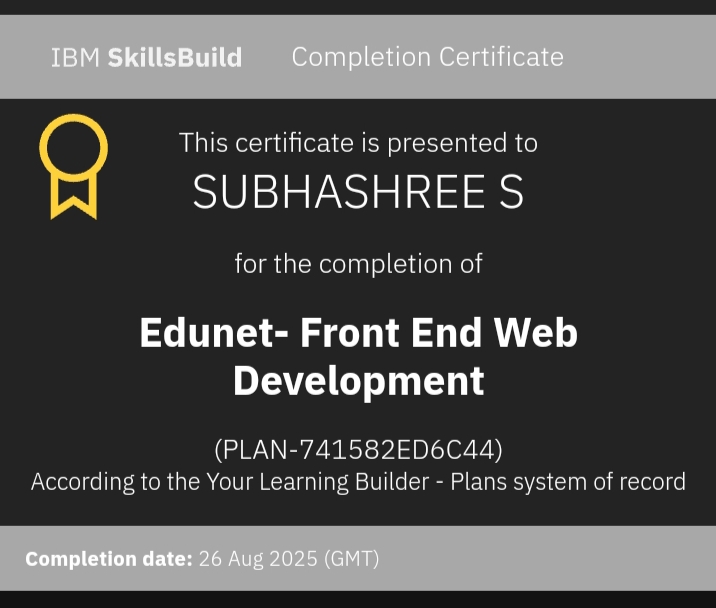 IBM SkillsBuild Completion Certificate
This certificate is presented to
SUBHASHREE S
for the completion of
Edunet- Front End Web
Development
(PLAN-741582ED6C44)
According to the Your Learning Builder - Plans system of record
Completion date: 26 Aug 2025 (GMT)